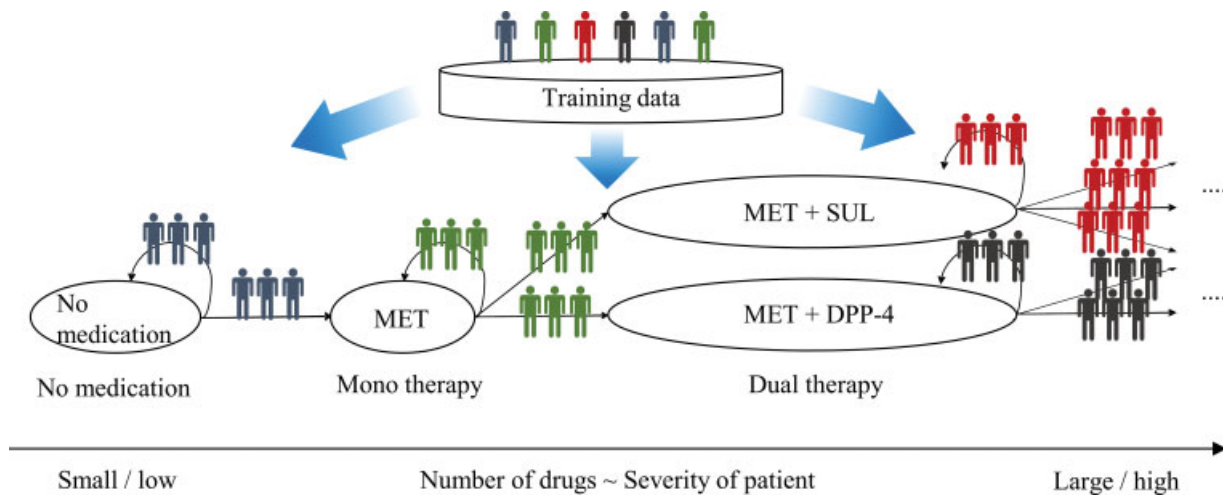 Training data
MET + SUL
....
No
medication
MET
MET + DPP-4
....
No medication
Mono therapy
Dual therapy
Small / low
Number of drugs ~ Severity of patient
Large / high